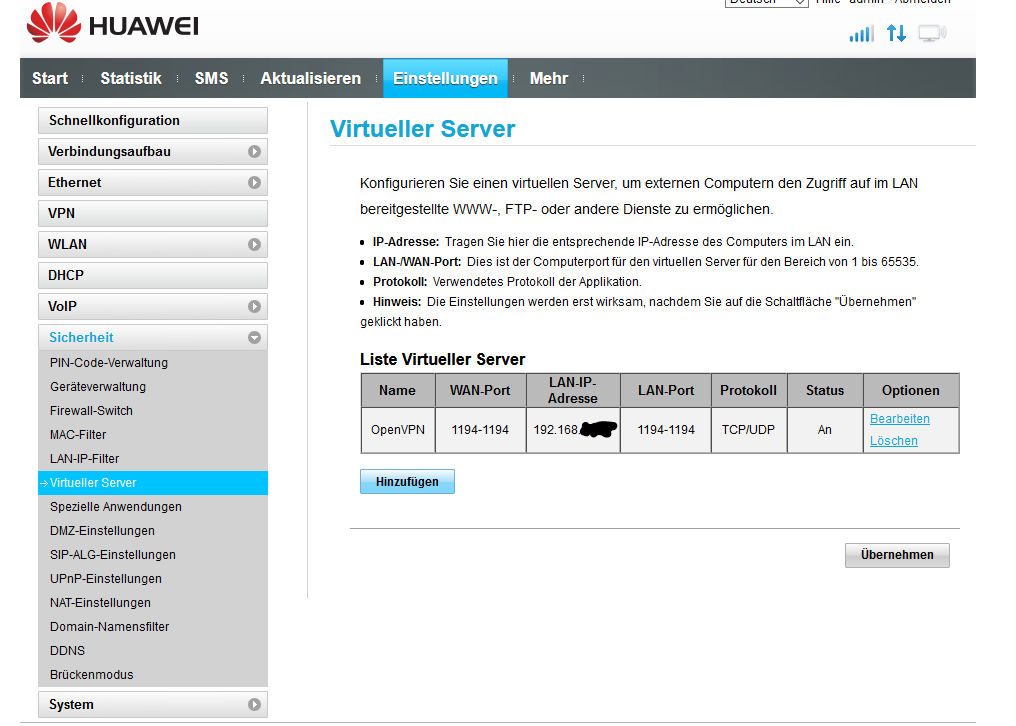 Deutsch Hilfe admin Abmelden
HUAWEI
Start Statistik SMS Aktualisieren Einstellungen Mehr
Schnellkonfiguration
Verbindungsaufbau
Ethernet
VPN
WLAN
DHCP
VoIP
Sicherheit
PIN-Code-Verwaltung
Geräteverwaltung
Firewall-Switch
MAC-Filter
LAN-IP-Filter
Virtueller Server
Spezielle Anwendungen
DMZ-Einstellungen
SIP-ALG-Einstellungen
UPnP-Einstellungen
NAT-Einstellungen
Domain-Namensfilter
DDNS
Brückenmodus
System
Virtueller Server
Konfigurieren Sie einen virtuellen Server, um externen Computern den Zugriff auf im LAN
bereitgestellte WWW-, FTP- oder andere Dienste zu ermöglichen.
IP-Adresse: Tragen Sie hier die entsprechende IP-Adresse des Computers im LAN ein.
LAN-/WAN-Port: Dies ist der Computerport für den virtuellen Server für den Bereich von 1 bis 65535.
Protokoll: Verwendetes Protokoll der Applikation.
Hinweis: Die Einstellungen werden erst wirksam, nachdem Sie auf die Schaltfläche "Übernehmen"
geklickt haben.
Liste Virtueller Server
Name WAN-Port LAN-IP-Adresse LAN-Port Protokoll Status Optionen
OpenVPN 1194-1194 192.168. 1194-1194 TCP/UDP An Bearbeiten
Löschen
Hinzufügen
Übernehmen